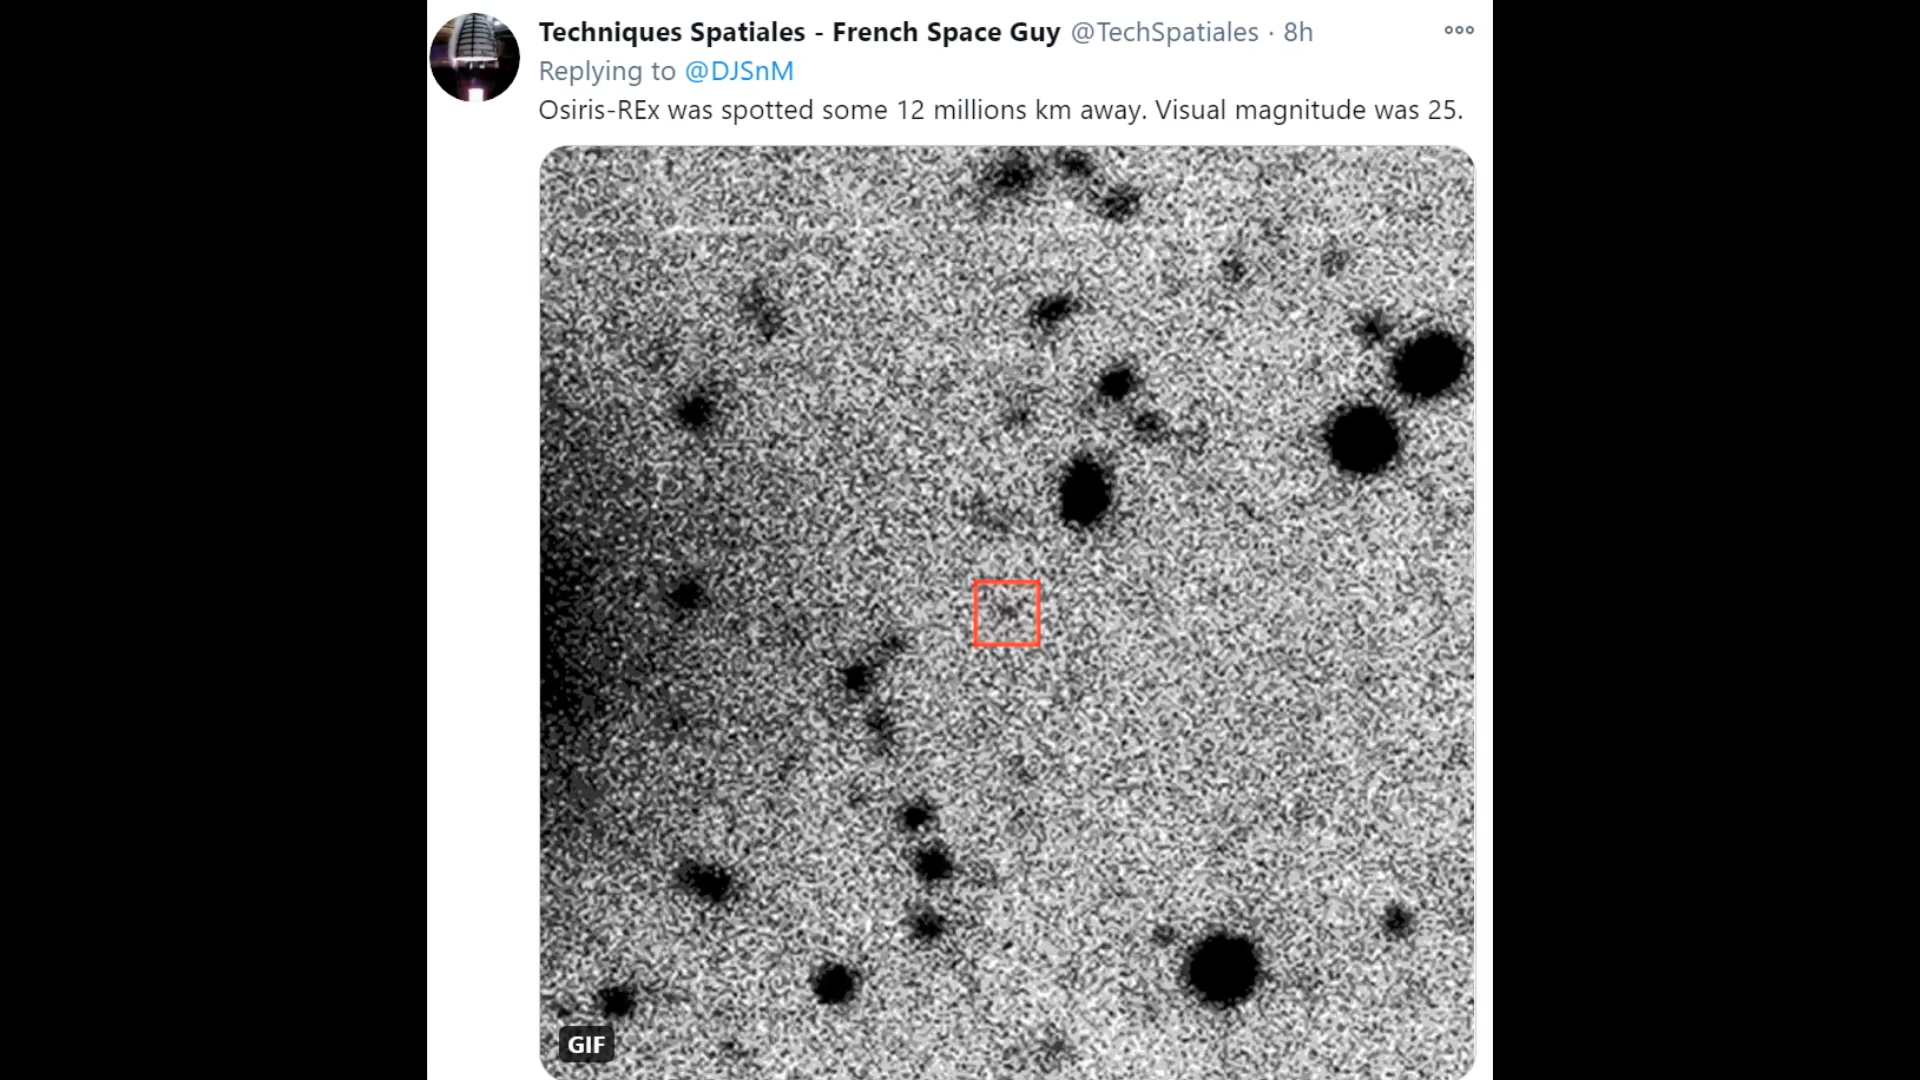 Techniques Spatiales - French Space Guy @TechSpatiales · 8h
Replying to @DJSnM
Osiris-REx was spotted some 12 millions km away. Visual magnitude was 25.
GIF